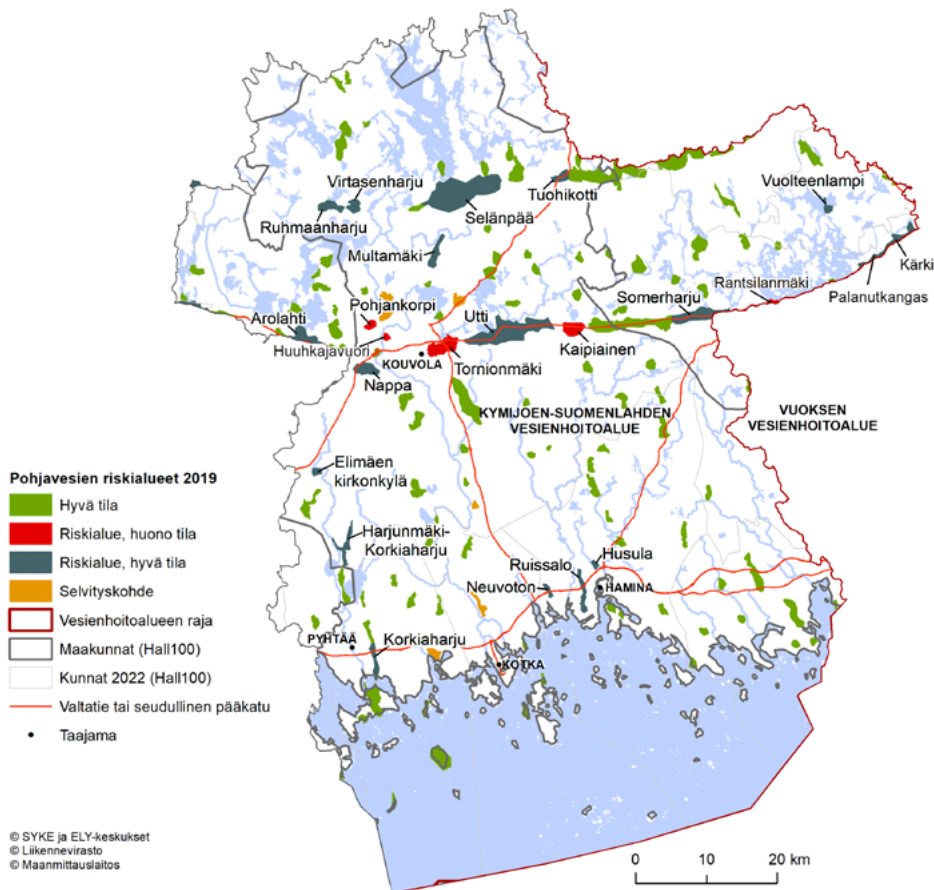 Virtasenharju
Tuohikotti
Vuolteenlampi
Ruhmaanharju
Selänpää
Multamäki
Kärki
Rantsilanmäki
Palanutkangas
Pohjankorpi
Somerharju
Arolahti
Utti
Huuhkajavuori
Kaipiainen
KOUVOLA
Tornionmäki
Nappa
KYMIJOEN-SUOMENLAHDEN
VESIENHOITOALUE
VUOKSEN
VESIENHOITOALUE
Elimäen
kirkonkylä
Harjunmäki-
Korkiaharju
Ruissalo
Husula
Neuvoton
HAMINA
PYHTÄÄ
Korkiaharju
KOTKA
Pohjavesien riskialueet 2019
Hyvä tila
Riskialue, huono tila
Riskialue, hyvä tila
Selvityskohde
Vesienhoitoalueen raja
Maakunnat (Hall100)
Kunnat 2022 (Hall100)
Valtatie tai seudullinen pääkatu
Taajama
© SYKE ja ELY-keskukset
© Liikennevirasto
© Maanmittauslaitos
0 10 20 km